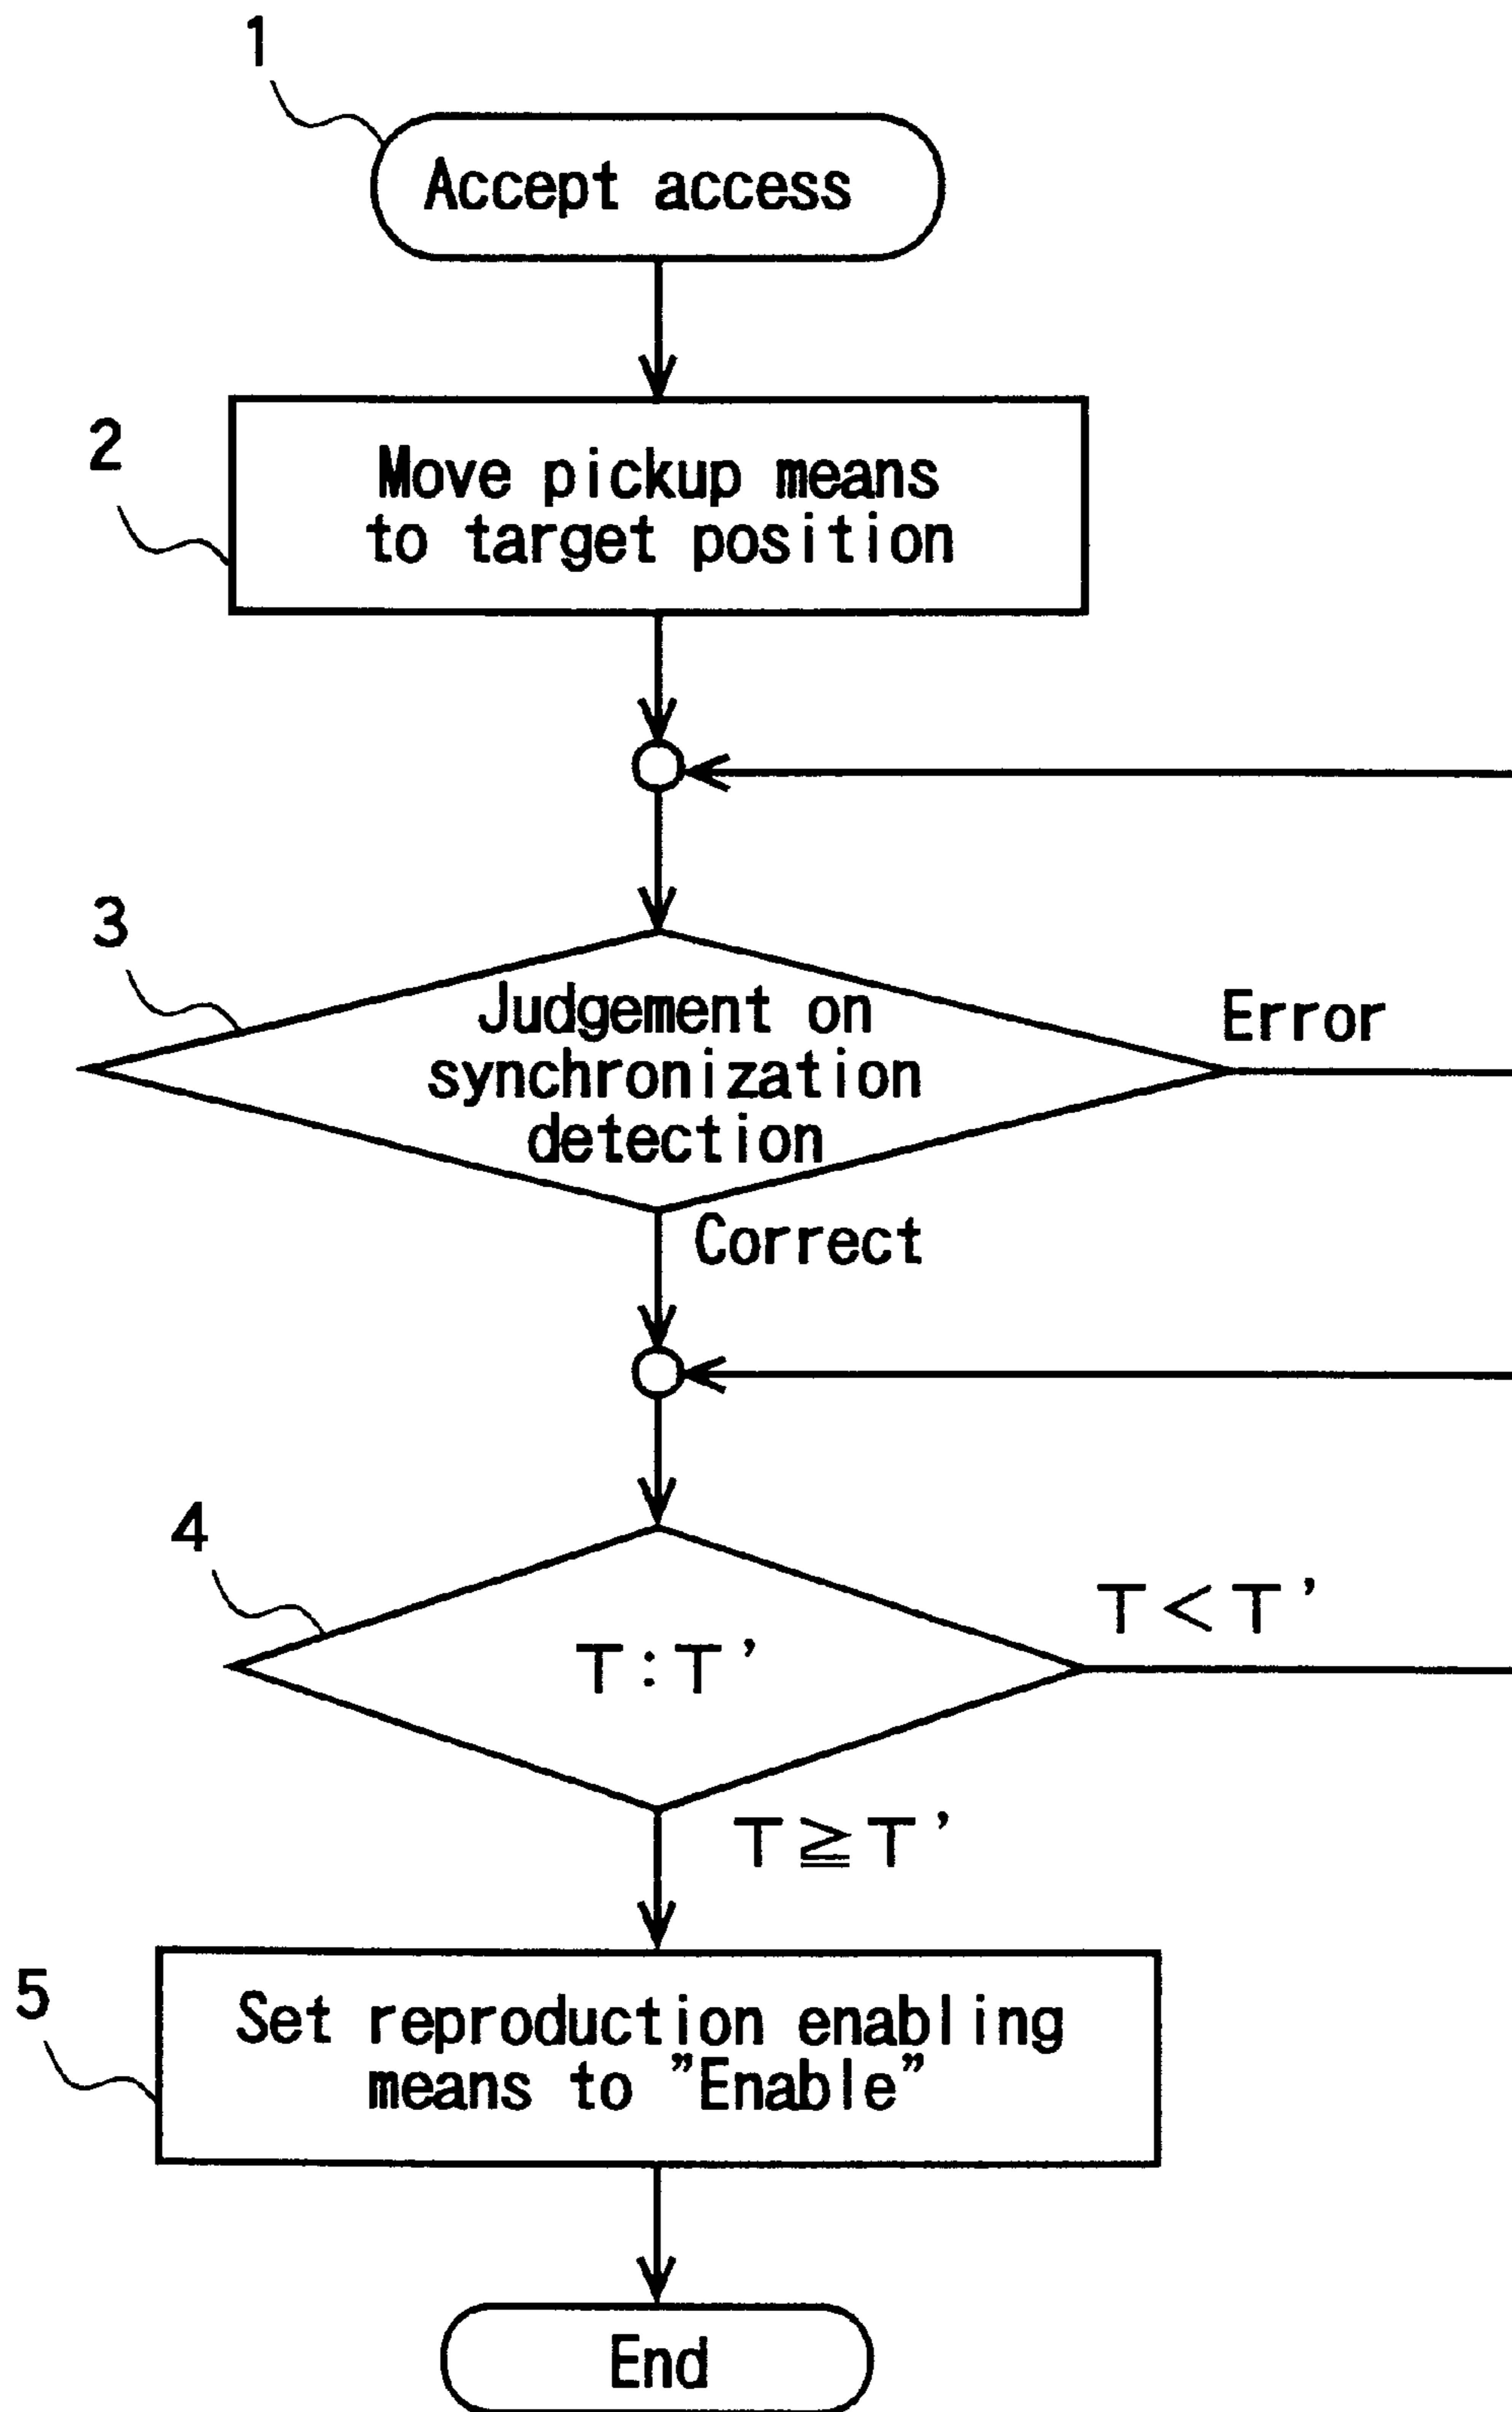 1
Accept access
2
Move pickup means
to target position
3
Judgement on
synchronization
detection
Error
Correct
4
T<T'
T:T'
T≧T'
5
Set reproduction enabling
means to "Enable"
End